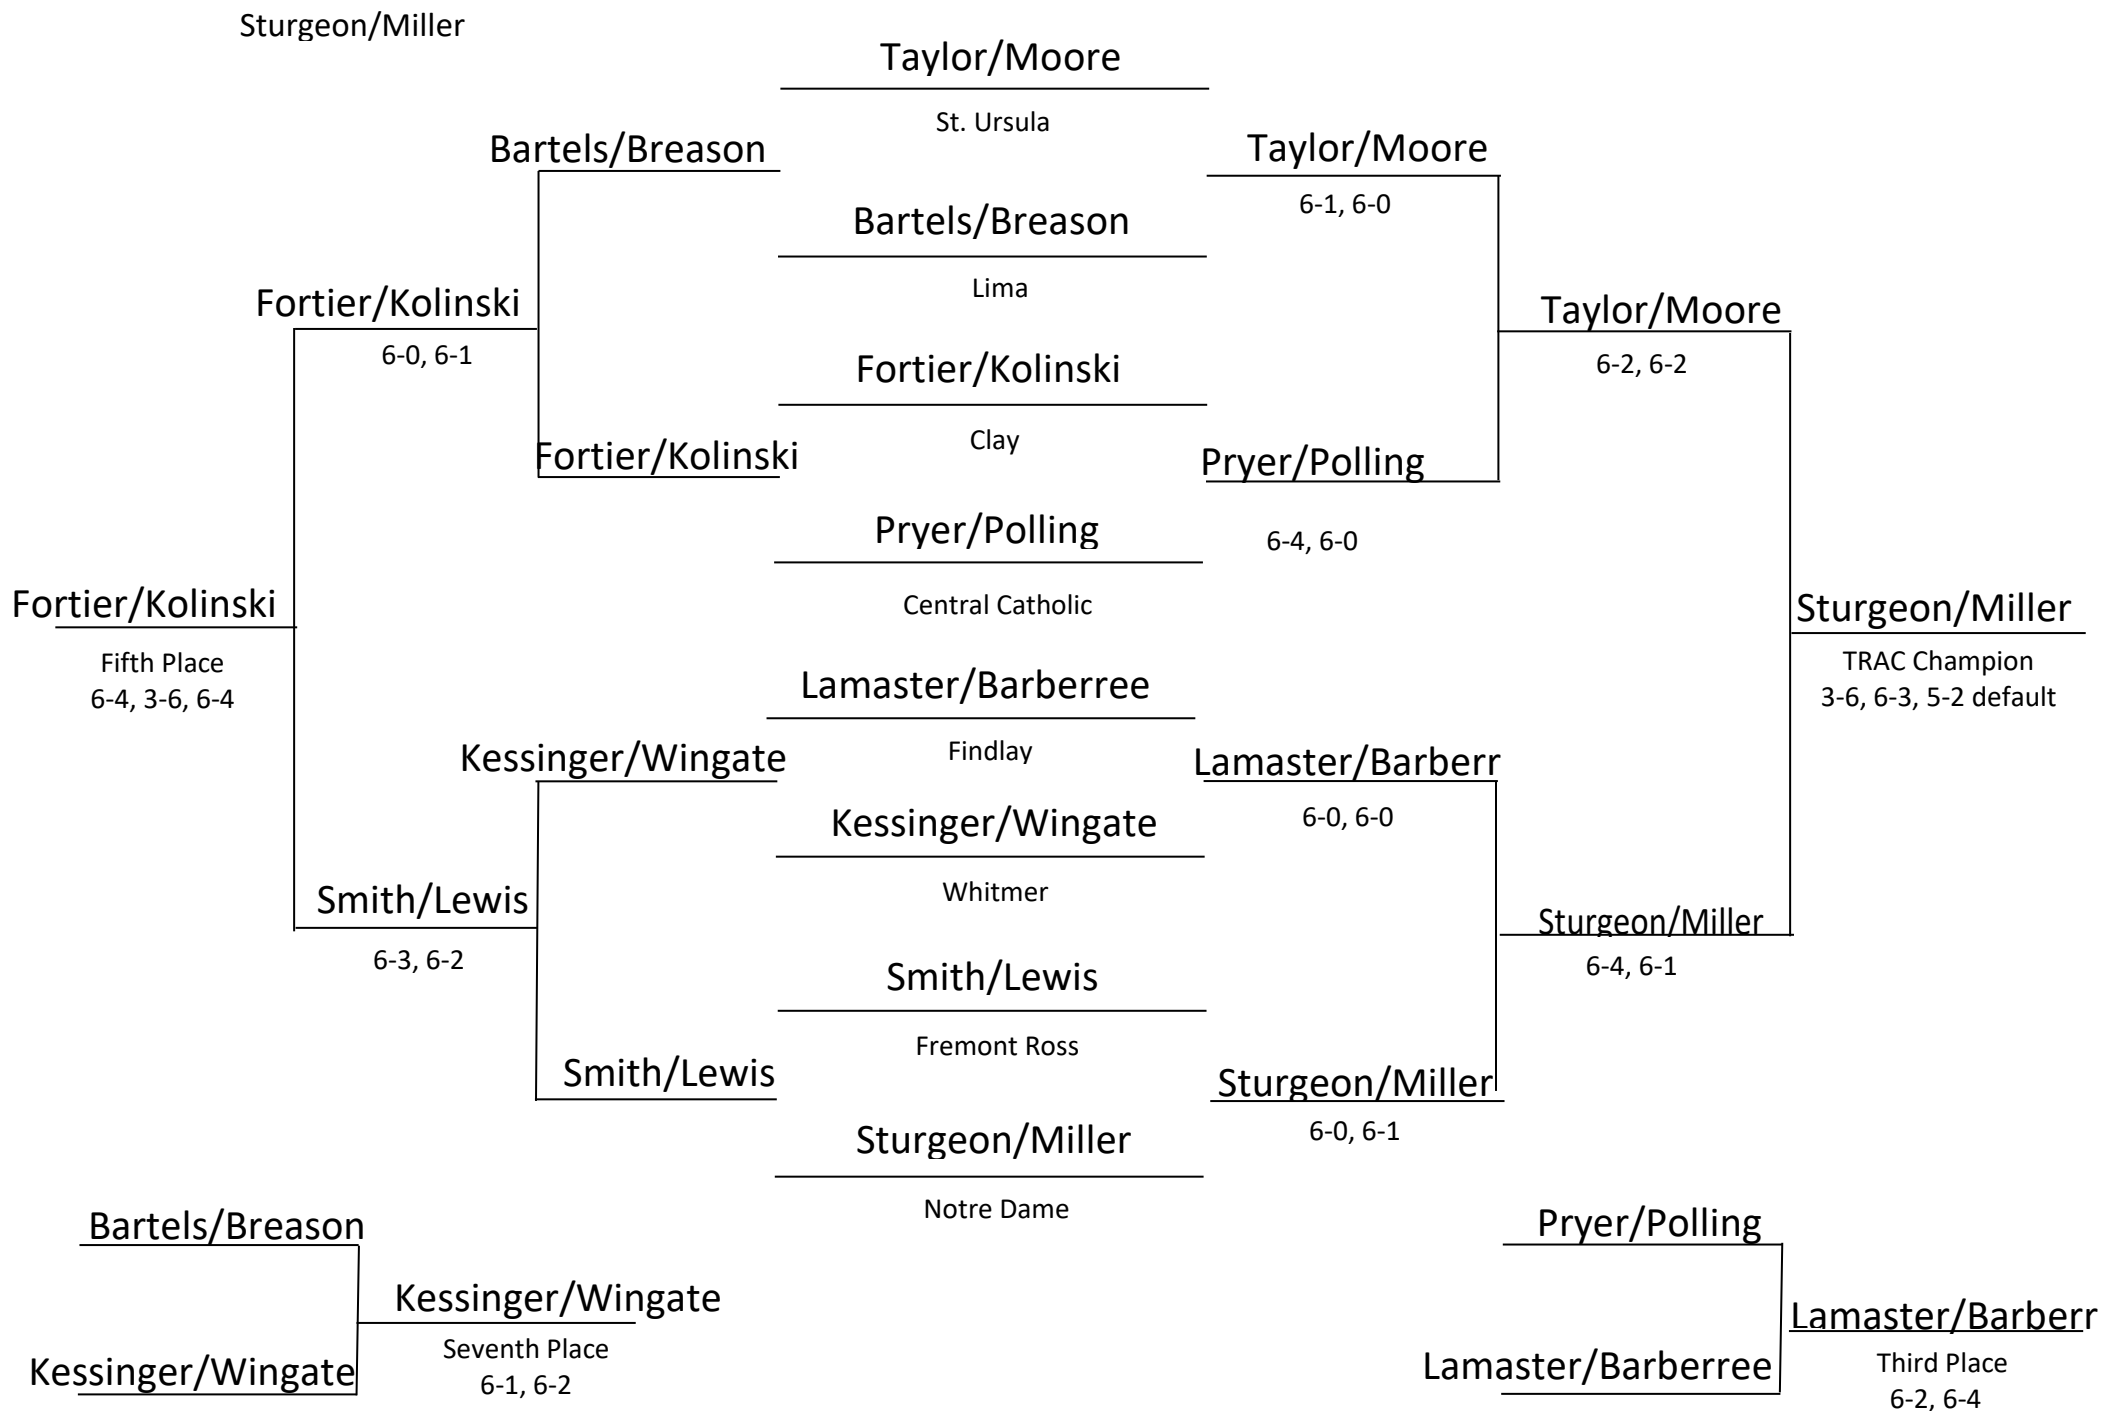 Sturgeon/Miller
Taylor/Moore
St. Ursula
Bartels/Breason
Taylor/Moore
6-1, 6-0
Bartels/Breason
Lima
Fortier/Kolinski
6-0, 6-1
Taylor/Moore
6-2, 6-2
Fortier/Kolinski
Clay
Fortier/Kolinski
Pryer/Polling
6-4, 6-0
Pryer/Polling
Central Catholic
Fortier/Kolinski
Fifth Place
6-4, 3-6, 6-4
Sturgeon/Miller
TRAC Champion
3-6, 6-3, 5-2 default
Lamaster/Barberree
Findlay
Kessinger/Wingate
Lamaster/Barberr
6-0, 6-0
Kessinger/Wingate
Whitmer
Smith/Lewis
6-3, 6-2
Sturgeon/Miller
6-4, 6-1
Smith/Lewis
Fremont Ross
Smith/Lewis
Sturgeon/Miller
6-0, 6-1
Sturgeon/Miller
Notre Dame
Bartels/Breason
Kessinger/Wingate
Seventh Place
6-1, 6-2
Kessinger/Wingate
Pryer/Polling
Lamaster/Barberr
Third Place
6-2, 6-4
Lamaster/Barberree